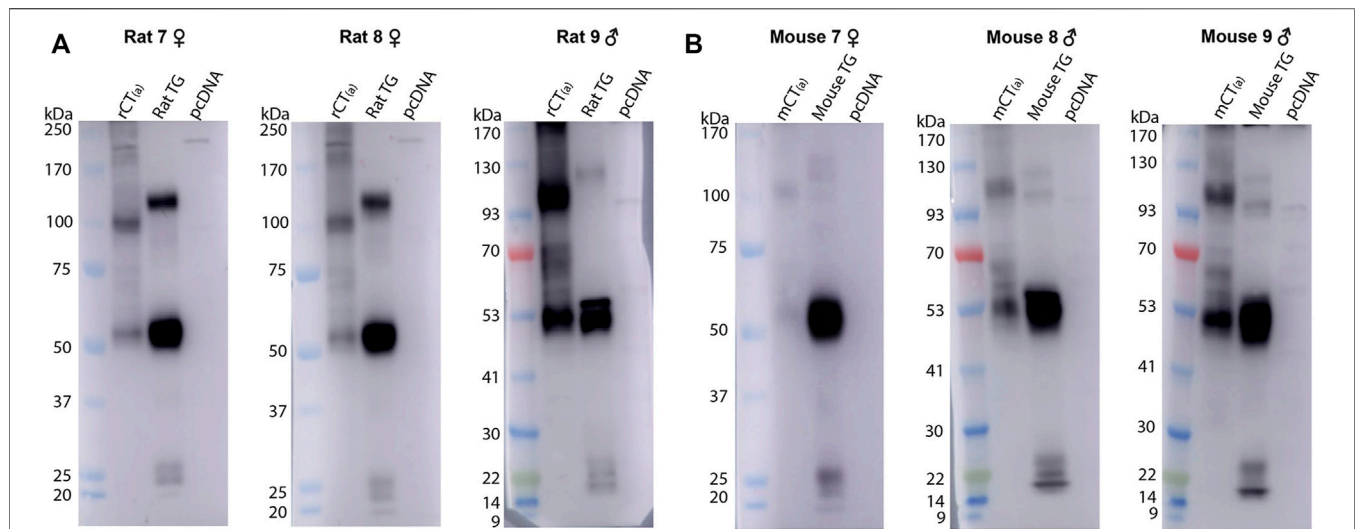 A
Rat 7 ♀
rCT(a)
Rat TG
pcDNA
kDa
250
170
100
75
50
37
25
20
Rat 8 ♀
rCT(a)
Rat TG
pcDNA
kDa
250
170
100
75
50
37
25
20
Rat 9 ♂
rCT(a)
Rat TG
pcDNA
kDa
170
130
93
70
53
41
30
22
14
9
B
Mouse 7 ♀
mCT(a)
Mouse TG
pcDNA
kDa
170
100
75
50
37
25
20
Mouse 8 ♂
mCT(a)
Mouse TG
pcDNA
kDa
170
130
93
70
53
41
30
22
14
9
Mouse 9 ♂
mCT(a)
Mouse TG
pcDNA
kDa
170
130
93
70
53
41
30
22
14
9